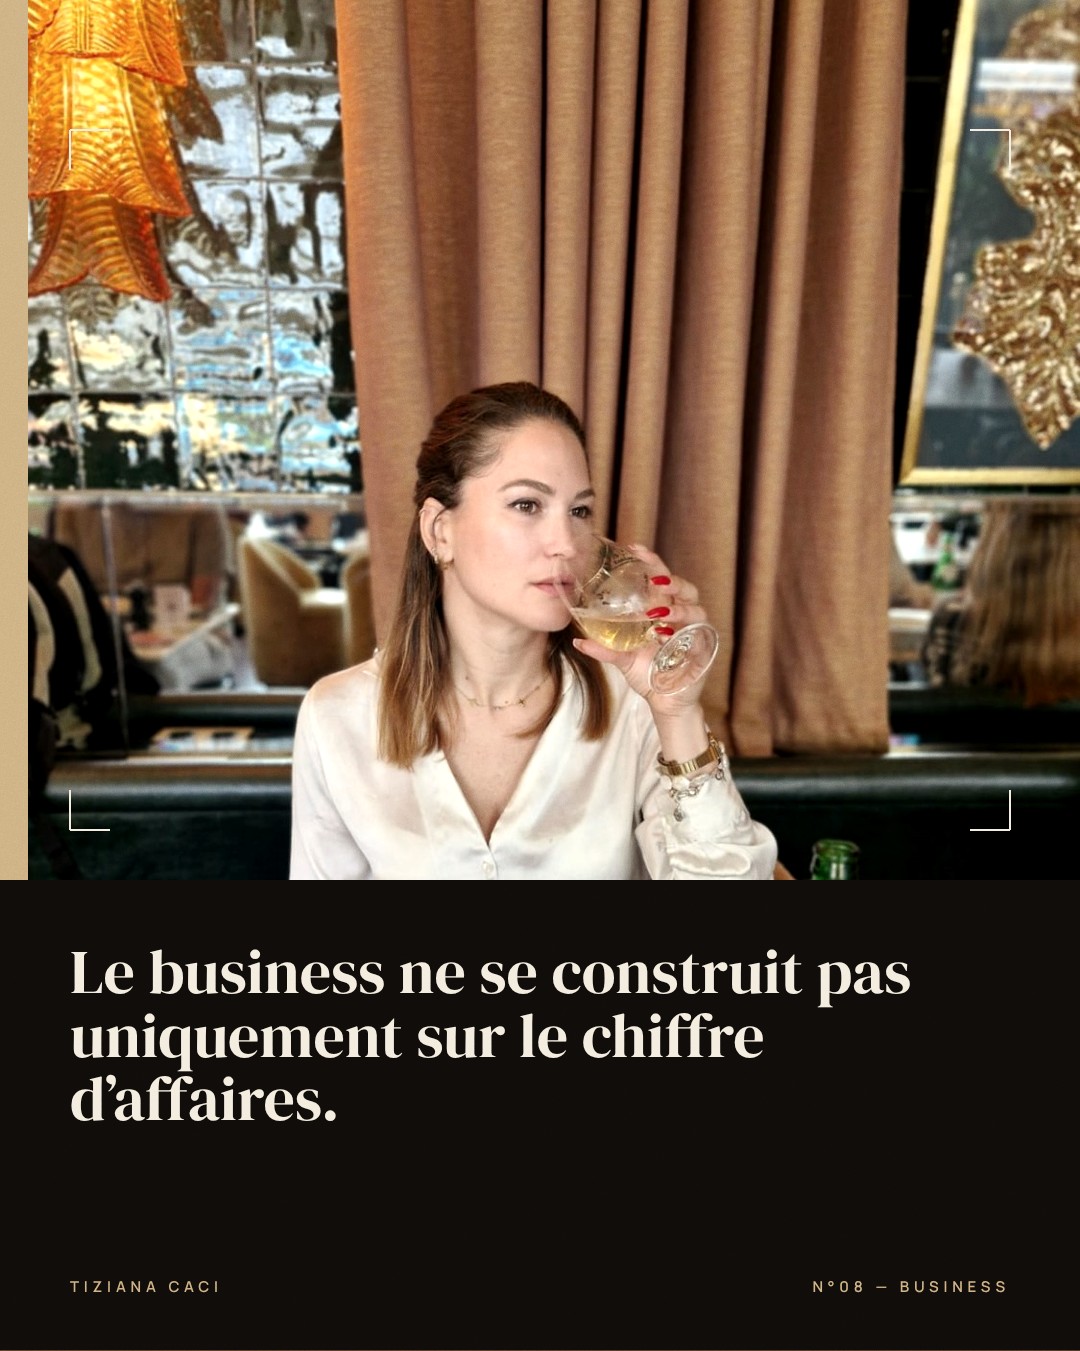 Le business ne se construit pas
uniquement sur le chiffre
d’affaires.
TIZIANA CACI
N°08 — BUSINESS